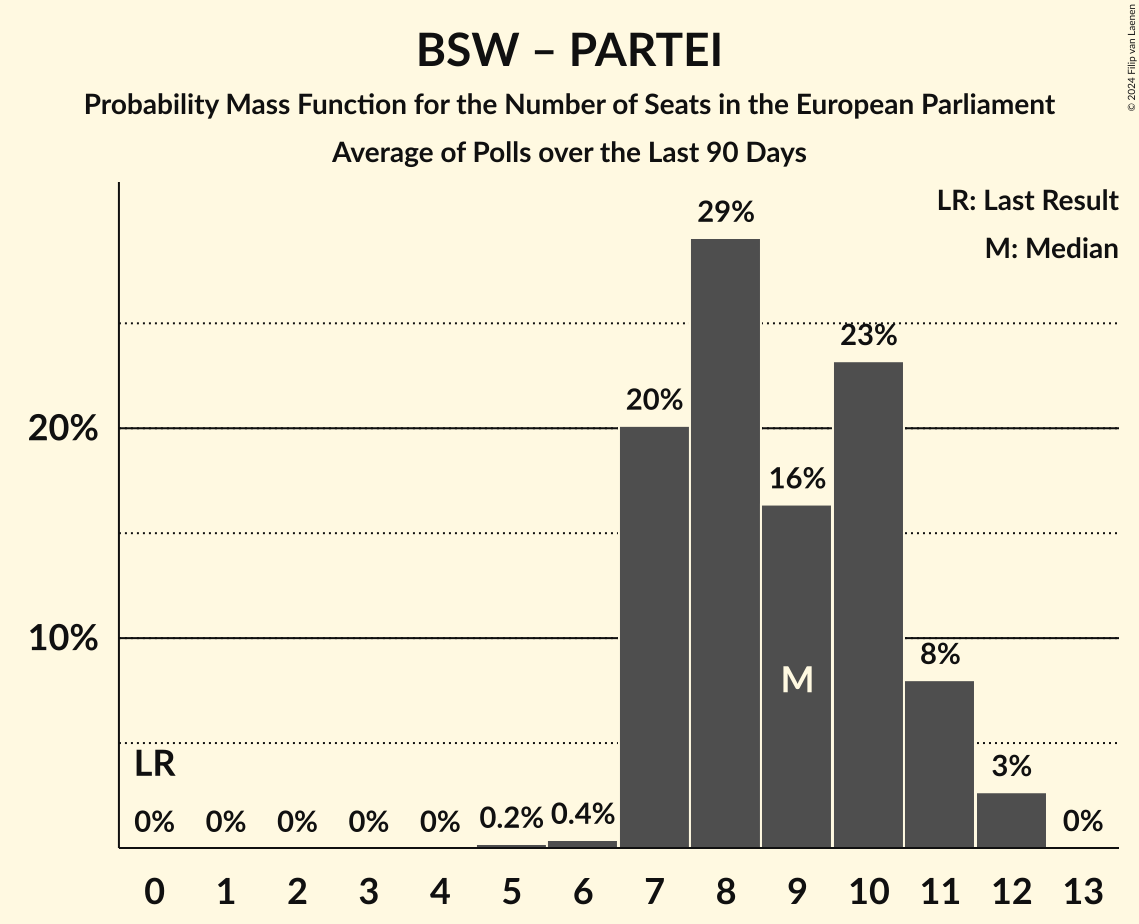 BSW – PARTEI
Probability Mass Function for the Number of Seats in the European Parliament
Average of Polls over the Last 90 Days
© 2024 Filip van Laenen
LR: Last Result
M: Median
29%
23%
20%
20%
16%
10%
8%
M
LR
3%
0% 0% 0% 0% 0% 0.2% 0.4% 0%
0 1 2 3 4 5 6 7 8 9 10 11 12 13